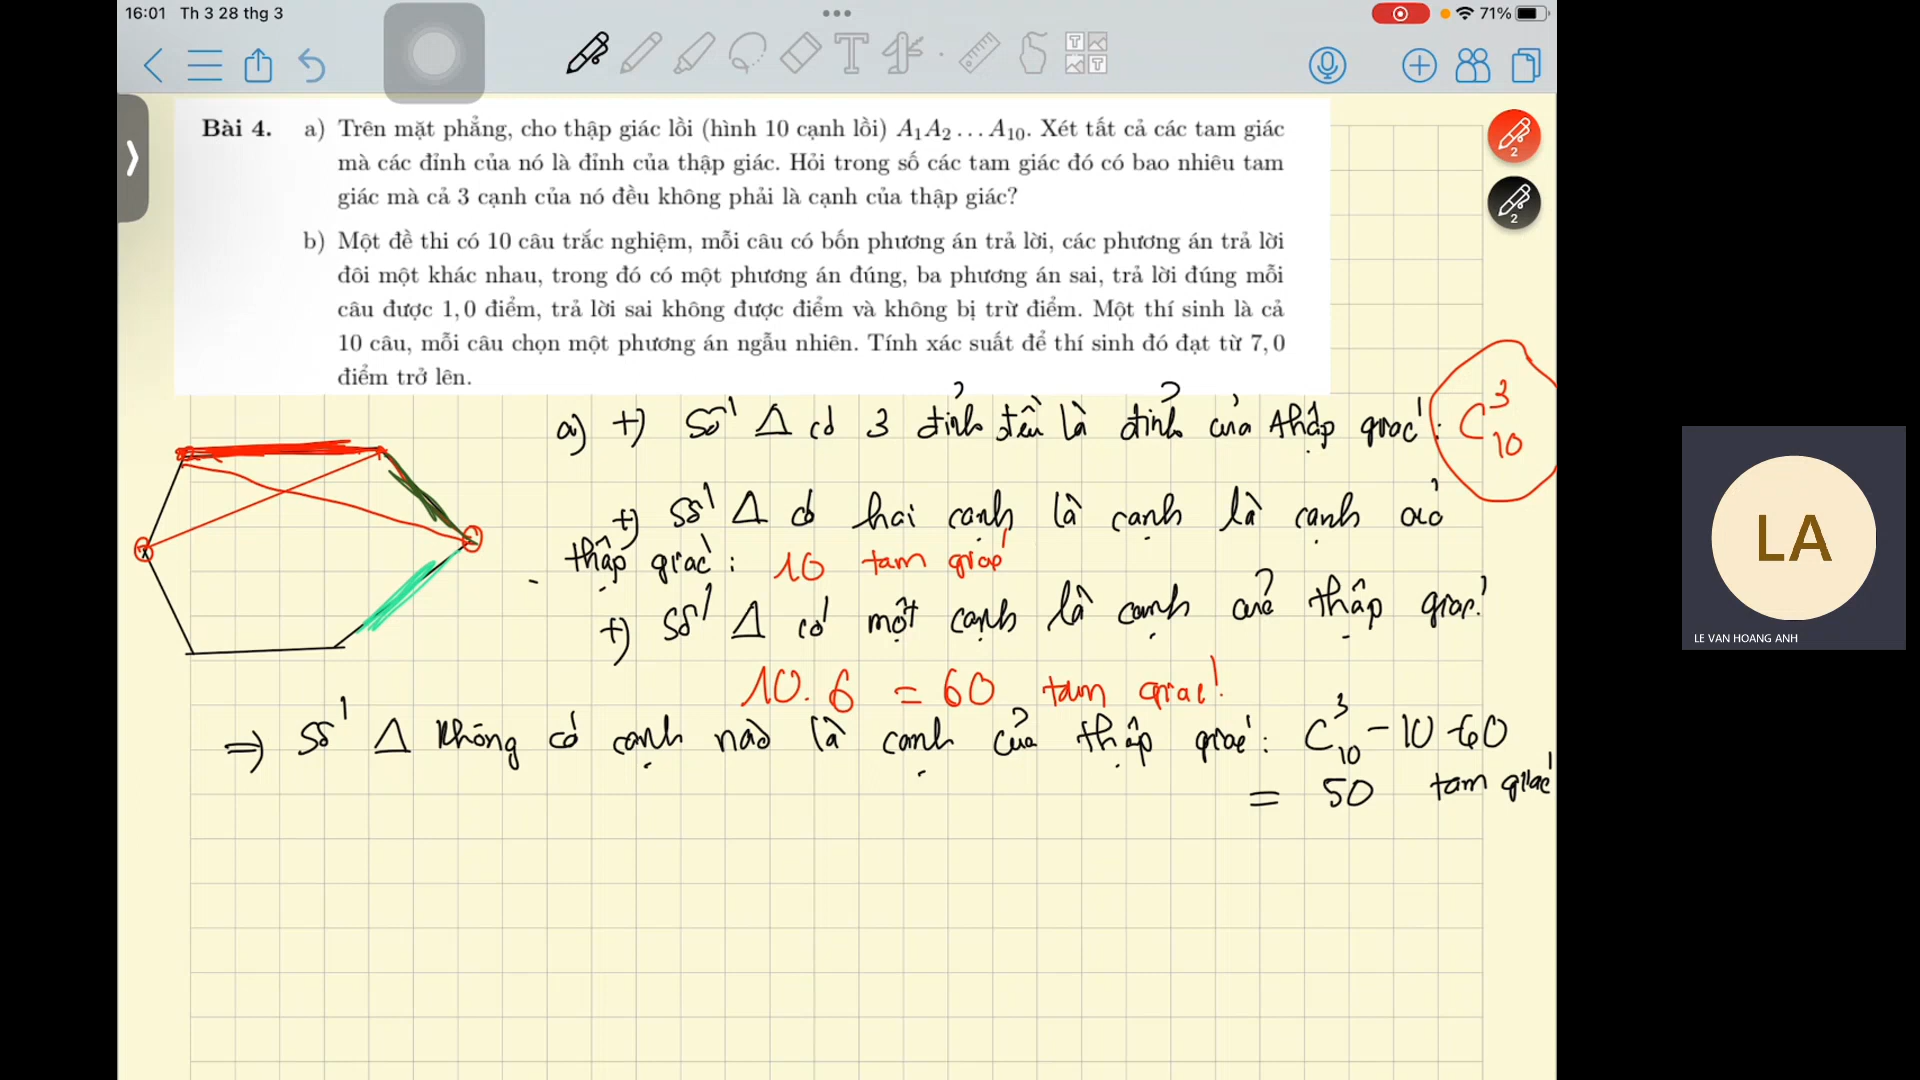 16:01 Th 3 28 thg 3
71%
Bài 4. a) Trên mặt phẳng, cho thập giác lồi (hình 10 cạnh lồi) A₁A₂...A₁₀. Xét tất cả các tam giác
mà các đỉnh của nó là đỉnh của thập giác. Hỏi trong số các tam giác đó có bao nhiêu tam
giác mà cả 3 cạnh của nó đều không phải là cạnh của thập giác?
b) Một đề thi có 10 câu trắc nghiệm, mỗi câu có bốn phương án trả lời, các phương án trả lời
đôi một khác nhau, trong đó có một phương án đúng, ba phương án sai, trả lời đúng mỗi
câu được 1,0 điểm, trả lời sai không được điểm và không bị trừ điểm. Một thí sinh là cả
10 câu, mỗi câu chọn một phương án ngẫu nhiên. Tính xác suất để thí sinh đó đạt từ 7,0
điểm trở lên.
2
2
a) +) Số Δ có 3 đỉnh đều là đỉnh của thập giác: C³₁₀
+) Số Δ có hai cạnh là cạnh là cạnh của
thập giác: 10 tam giác
+) Số Δ có một cạnh là cạnh của thập giác:
10.6 = 60 tam giác
⇒ Số Δ không có cạnh nào là cạnh của thập giác: C³₁₀ - 10 - 60
= 50 tam giác
LA
LE VAN HOANG ANH